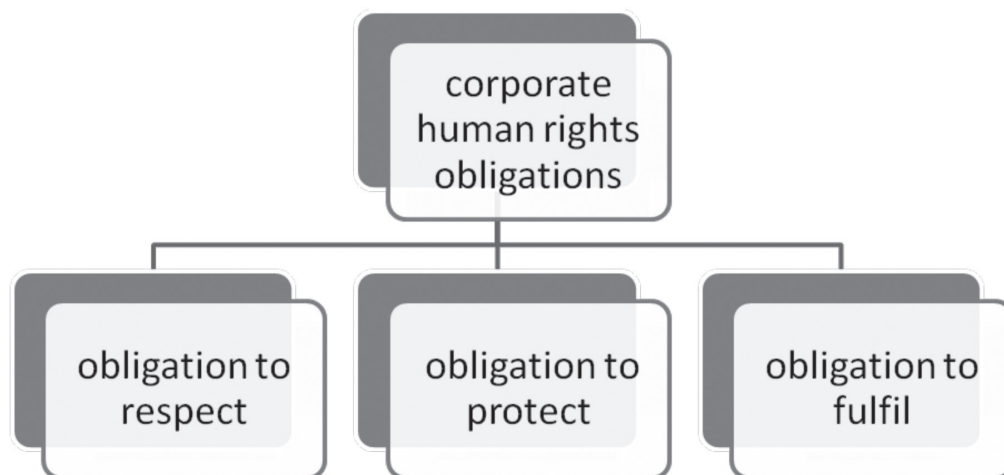 corporate
human rights
obligations
obligation to
respect
obligation to
protect
obligation to
fulfil